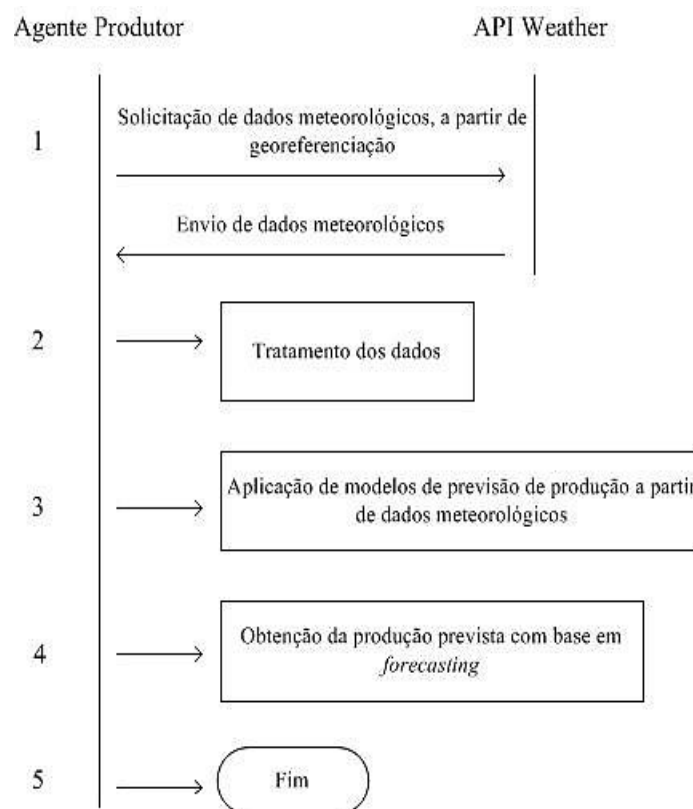 Agente Produtor
API Weather
1
Solicitação de dados meteorológicos, a partir de
georeferenciação
Envio de dados meteorológicos
2
Tratamento dos dados
3
Aplicação de modelos de previsão de produção a partir
de dados meteorológicos
4
Obtenção da produção prevista com base em
forecasting
5
Fim